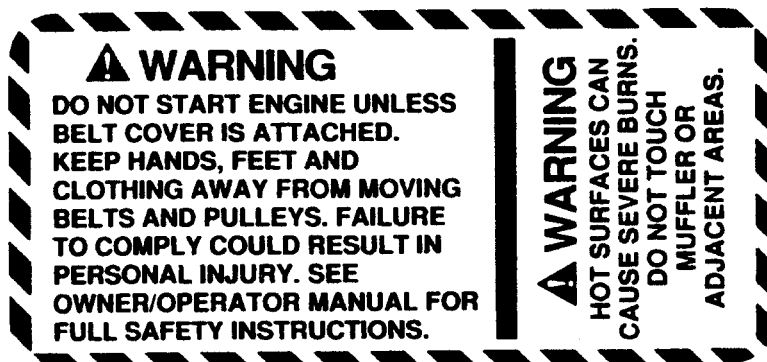 WARNING
DO NOT START ENGINE UNLESS
BELT COVER IS ATTACHED.
KEEP HANDS, FEET AND
CLOTHING AWAY FROM MOVING
BELTS AND PULLEYS. FAILURE
TO COMPLY COULD RESULT IN
PERSONAL INJURY. SEE
OWNER/OPERATOR MANUAL FOR
FULL SAFETY INSTRUCTIONS.
WARNING
HOT SURFACES CAN
CAUSE SEVERE BURNS.
DO NOT TOUCH
MUFFLER OR
ADJACENT AREAS.